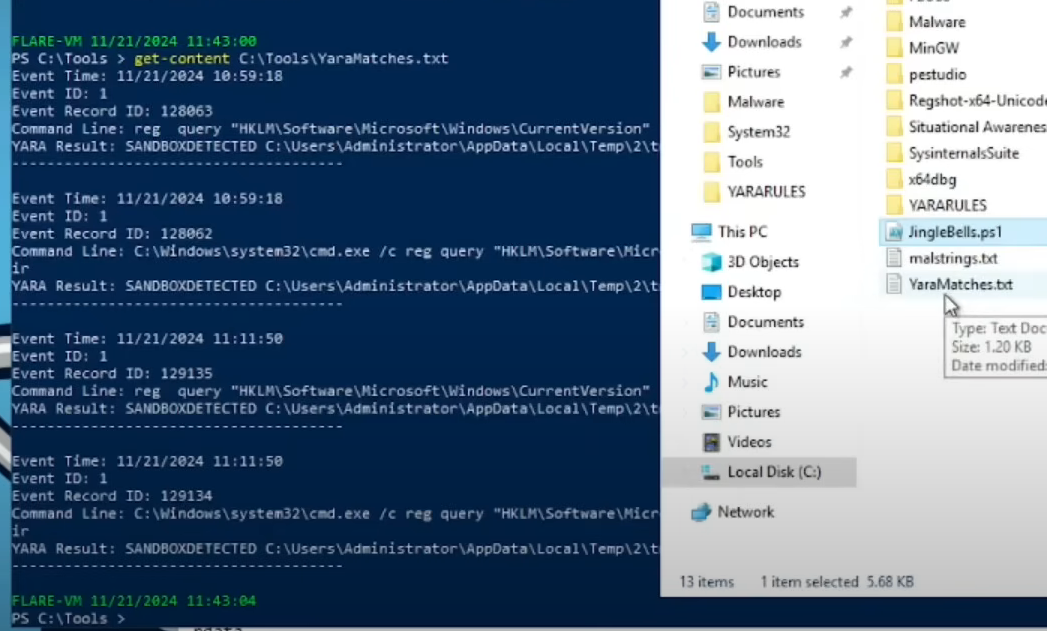 FLARE-VM 11/21/2024 11:43:00
PS C:\Tools > get-content C:\Tools\YaraMatches.txt
Event Time: 11/21/2024 10:59:18
Event ID: 1
Event Record ID: 128063
Command Line: reg  query "HKLM\Software\Microsoft\Windows\CurrentVersion"
YARA Result: SANDBOXDETECTED C:\Users\Administrator\AppData\Local\Temp\2\t
------------------------------------
Event Time: 11/21/2024 10:59:18
Event ID: 1
Event Record ID: 128062
Command Line: C:\Windows\system32\cmd.exe /c reg query "HKLM\Software\Micr
ir
YARA Result: SANDBOXDETECTED C:\Users\Administrator\AppData\Local\Temp\2\t
------------------------------------
Event Time: 11/21/2024 11:11:50
Event ID: 1
Event Record ID: 129135
Command Line: reg  query "HKLM\Software\Microsoft\Windows\CurrentVersion"
YARA Result: SANDBOXDETECTED C:\Users\Administrator\AppData\Local\Temp\2\t
------------------------------------
Event Time: 11/21/2024 11:11:50
Event ID: 1
Event Record ID: 129134
Command Line: C:\Windows\system32\cmd.exe /c reg query "HKLM\Software\Micr
ir
YARA Result: SANDBOXDETECTED C:\Users\Administrator\AppData\Local\Temp\2\t
------------------------------------
FLARE-VM 11/21/2024 11:43:04
PS C:\Tools >
Documents
Downloads
Pictures
Malware
System32
Tools
YARARULES
This PC
3D Objects
Desktop
Documents
Downloads
Music
Pictures
Videos
Local Disk (C:)
Network
Malware
MinGW
pestudio
Regshot-x64-Unicode
Situational Awarenes
SysinternalsSuite
x64dbg
YARARULES
JingleBells.ps1
malstrings.txt
YaraMatches.txt
Type: Text Doc
Size: 1.20 KB
Date modified:
13 items
1 item selected 5.68 KB